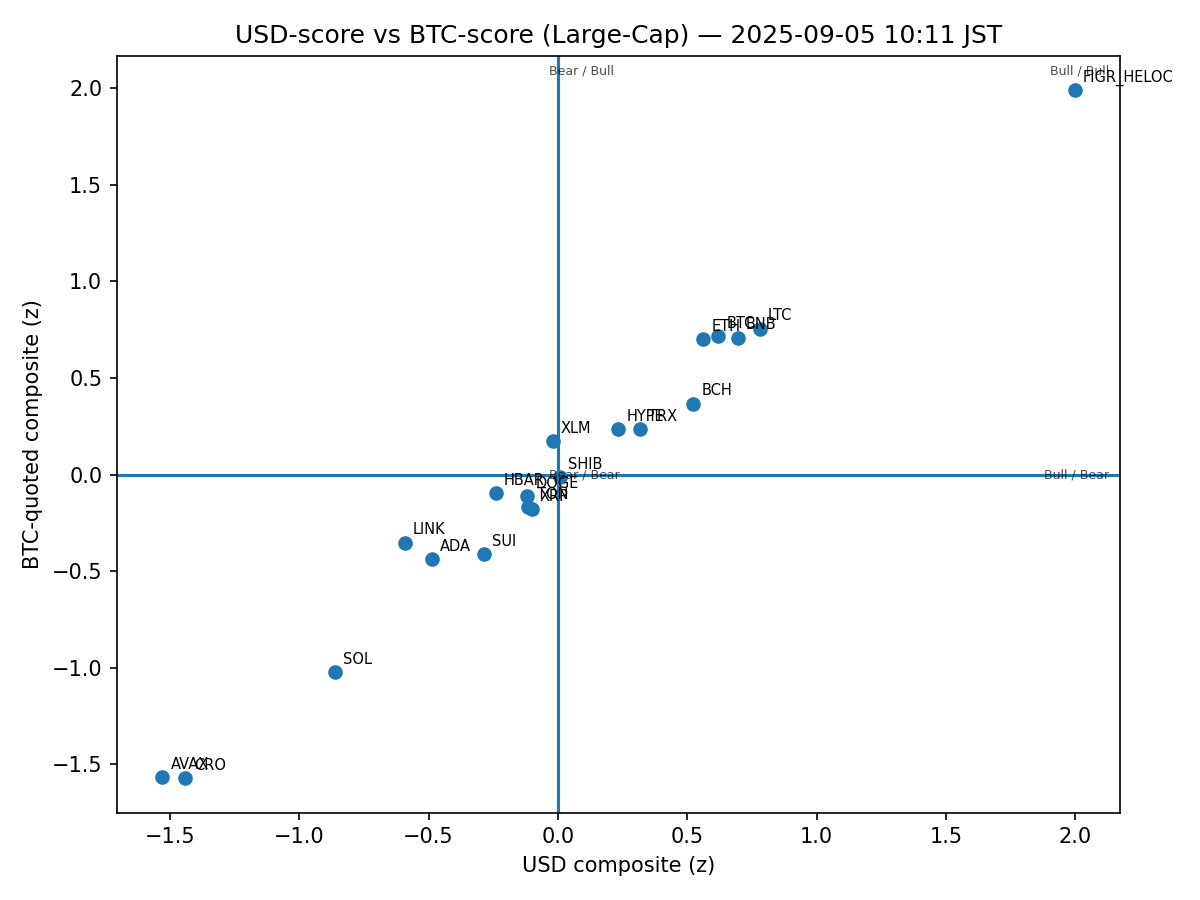 USD-score vs BTC-score (Large-Cap) — 2025-09-05 10:11 JST
Bear / Bull
Bull / Bull
FIGR_HELOC
2.0
1.5
1.0
LTC
ETH
BTC
BNB
0.5
BCH
HYPE
TRX
XLM
SHIB
0.0
Bear / Bear
Bull / Bear
HBAR
DOGE
XRP
LINK
−0.5
ADA
SUI
−1.0
SOL
−1.5
AVAX
CRO
−1.5
−1.0
−0.5
0.0
0.5
1.0
1.5
2.0
USD composite (z)
BTC-quoted composite (z)